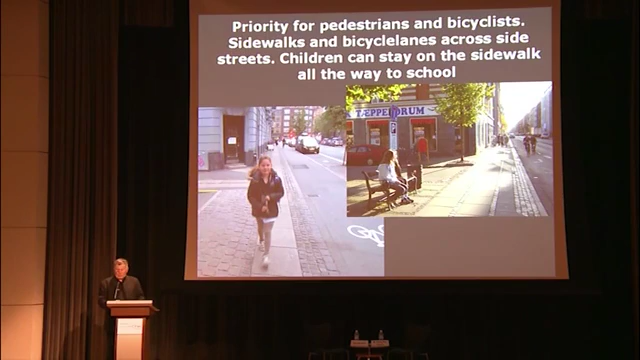 Priority for pedestrians and bicyclists.
Sidewalks and bicyclelanes across side
streets. Children can stay on the sidewalk
all the way to school
TÆPPEDRUM
P